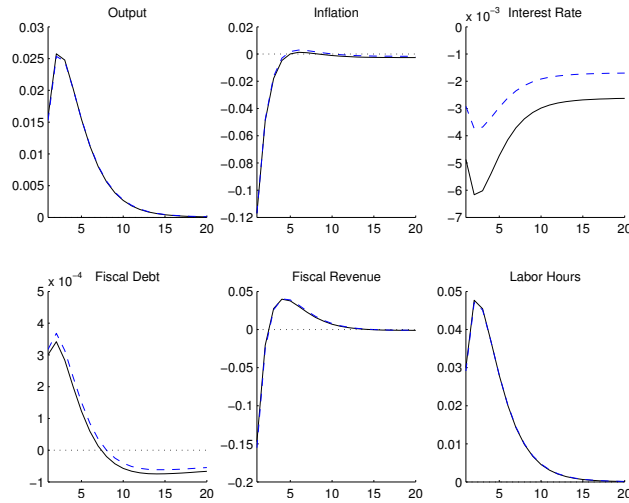 Output
0.03
0.025
0.02
0.015
0.01
0.005
0
5 10 15 20
Inflation
0.02
0
−0.02
−0.04
−0.06
−0.08
−0.1
−0.12
5 10 15 20
Interest Rate
x 10⁻³
−1
−2
−3
−4
−5
−6
−7
5 10 15 20
Fiscal Debt
x 10⁻⁴
5
4
3
2
1
0
−1
5 10 15 20
Fiscal Revenue
0.05
0
−0.05
−0.1
−0.15
−0.2
5 10 15 20
Labor Hours
0.05
0.04
0.03
0.02
0.01
0
5 10 15 20